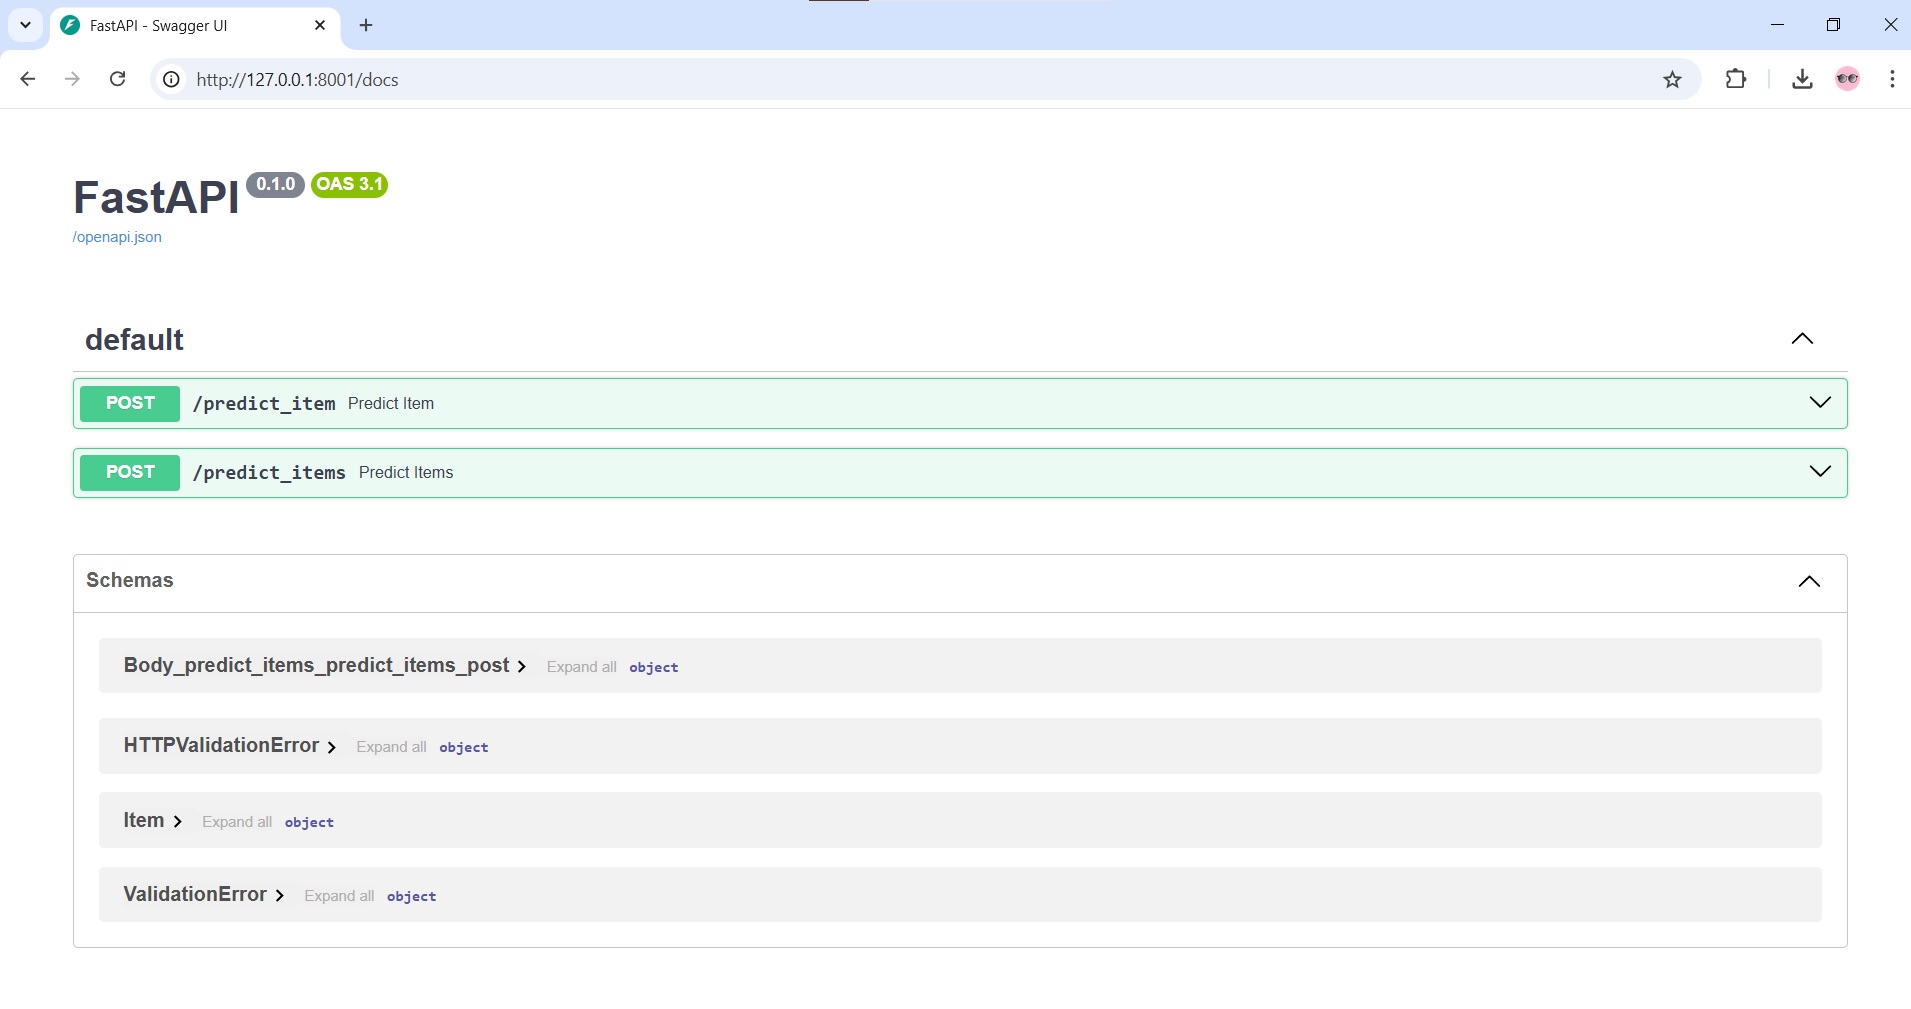 FastAPI - Swagger UI
http://127.0.0.1:8001/docs
FastAPI 0.1.0 OAS 3.1
/openapi.json
default
POST /predict_item Predict Item
POST /predict_items Predict Items
Schemas
Body_predict_items_predict_items_post Expand all object
HTTPValidationError Expand all object
Item Expand all object
ValidationError Expand all object